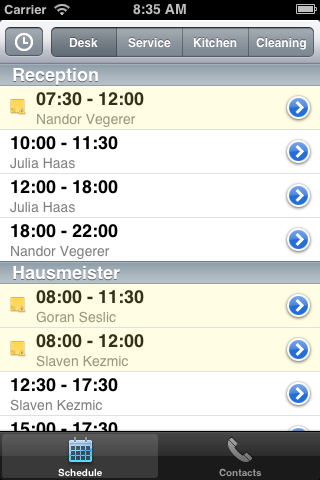 Carrier 8:35 AM
Desk Service Kitchen Cleaning
Reception
07:30 - 12:00
Nandor Vegerer
10:00 - 11:30
Julia Haas
12:00 - 18:00
Julia Haas
18:00 - 22:00
Nandor Vegerer
Hausmeister
08:00 - 11:30
Goran Seslic
08:00 - 12:00
Slaven Kezmic
12:30 - 17:30
Slaven Kezmic
15:00 - 17:30
Schedule Contacts